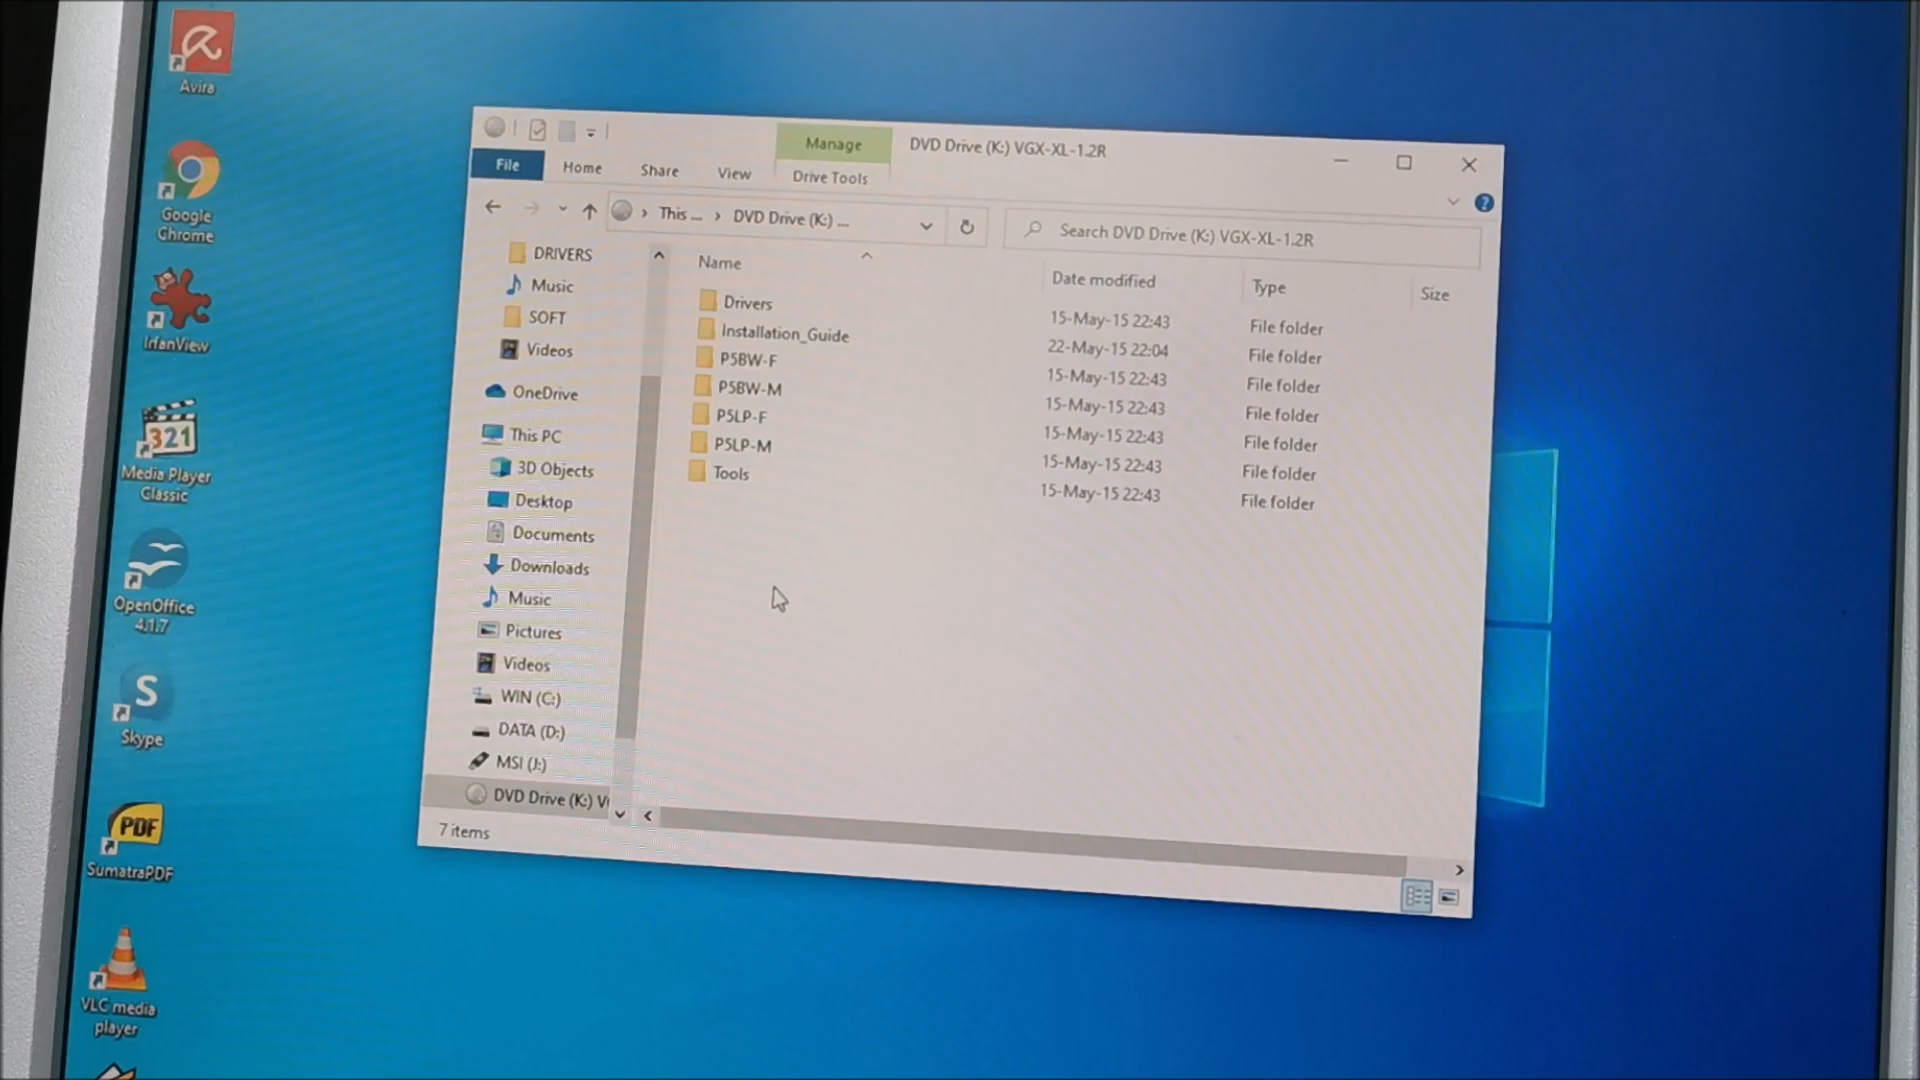 Avira
Google
Chrome
IrfanView
321
Media Player
Classic
OpenOffice
4.1.7
S
Skype
PDF
SumatraPDF
VLC media
player
Manage
DVD Drive (K:) VGX-XL-1.2R
File
Home
Share
View
Drive Tools
?
This ...
DVD Drive (K:) ...
Search DVD Drive (K:) VGX-XL-1.2R
DRIVERS
Music
SOFT
Videos
OneDrive
This PC
3D Objects
Desktop
Documents
Downloads
Music
Pictures
Videos
WIN (C:)
DATA (D:)
MSI (J:)
DVD Drive (K:) V
7 items
Name Date modified Type Size
Drivers 15-May-15 22:43 File folder
Installation_Guide 22-May-15 22:04 File folder
P5BW-F 15-May-15 22:43 File folder
P5BW-M 15-May-15 22:43 File folder
P5LP-F 15-May-15 22:43 File folder
P5LP-M 15-May-15 22:43 File folder
Tools 15-May-15 22:43 File folder